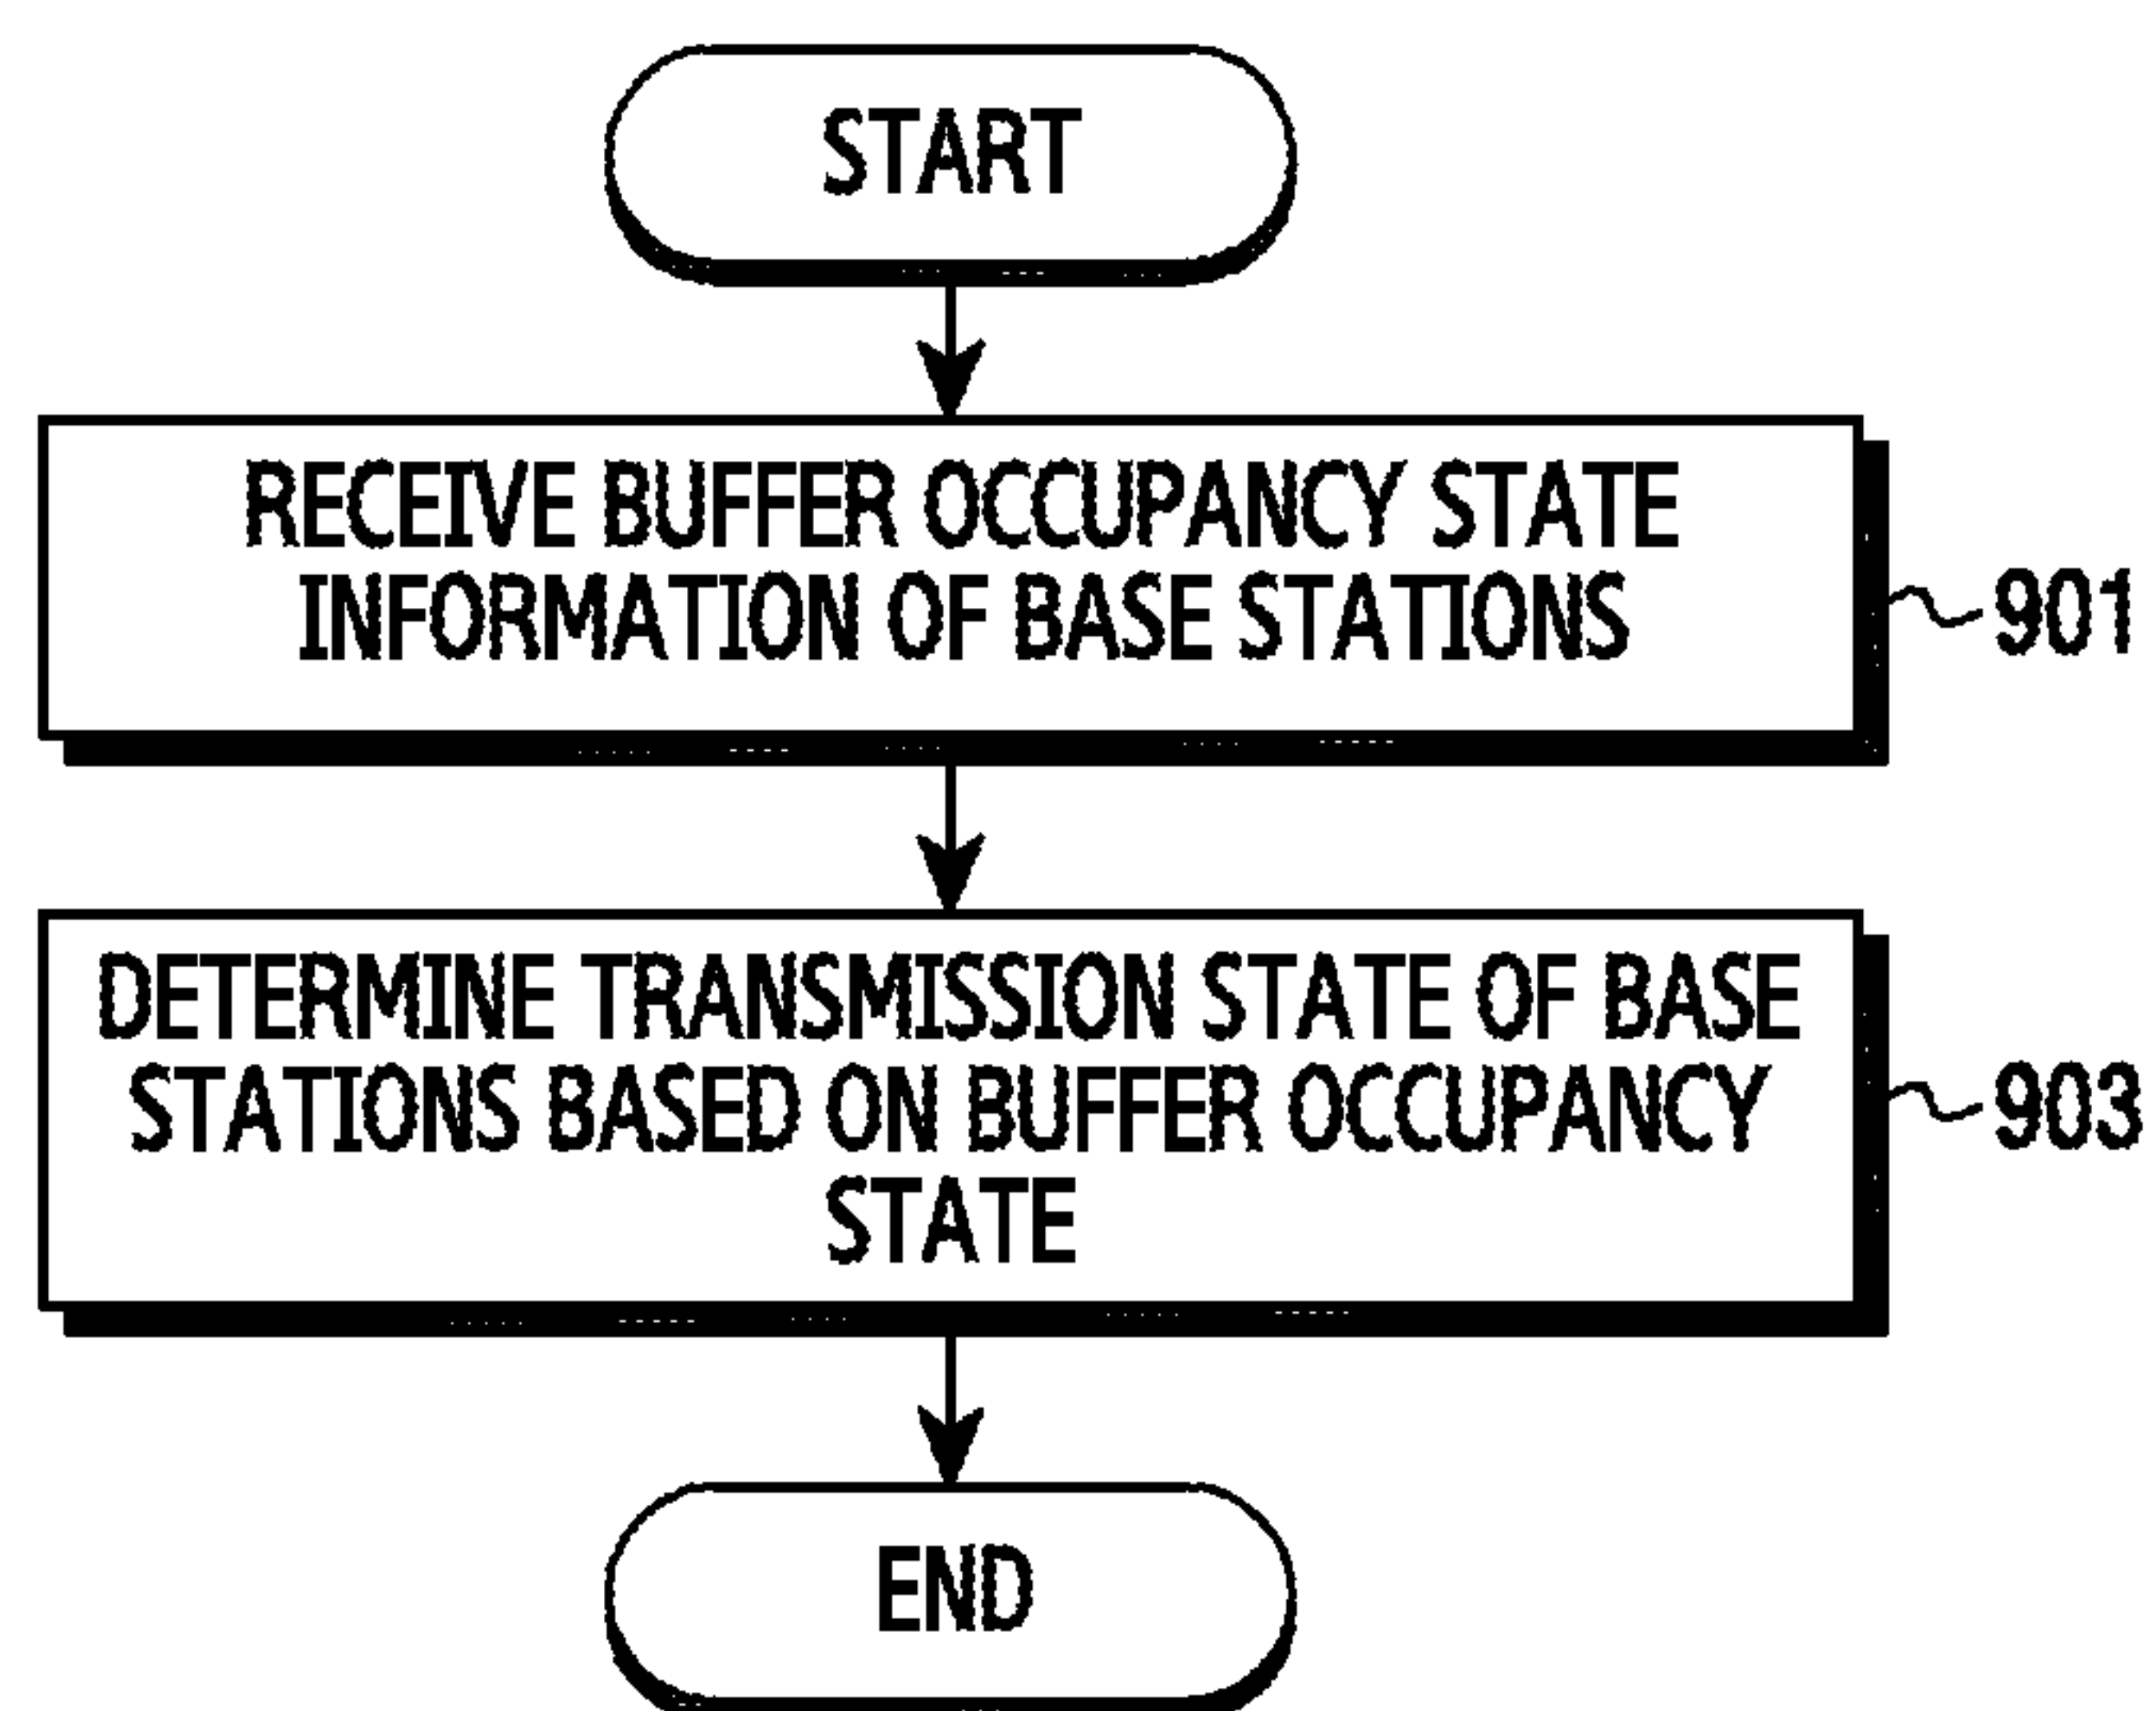 START
RECEIVE BUFFER OCCUPANCY STATE
INFORMATION OF BASE STATIONS
901
DETERMINE TRANSMISSION STATE OF BASE
STATIONS BASED ON BUFFER OCCUPANCY
STATE
903
END